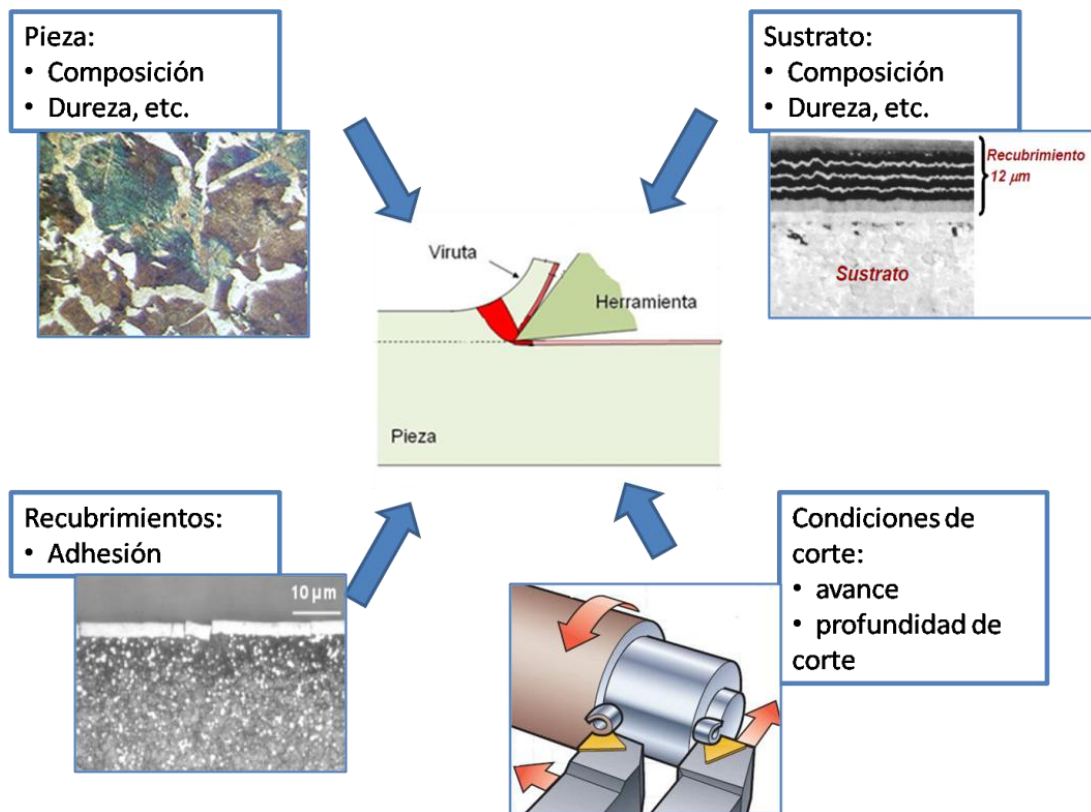 Pieza:
• Composición
• Dureza, etc.
Sustrato:
• Composición
• Dureza, etc.
Recubrimiento
12 μm
Sustrato
Viruta
Herramienta
Pieza
Recubrimientos:
• Adhesión
10 μm
Condiciones de
corte:
• avance
• profundidad de
corte